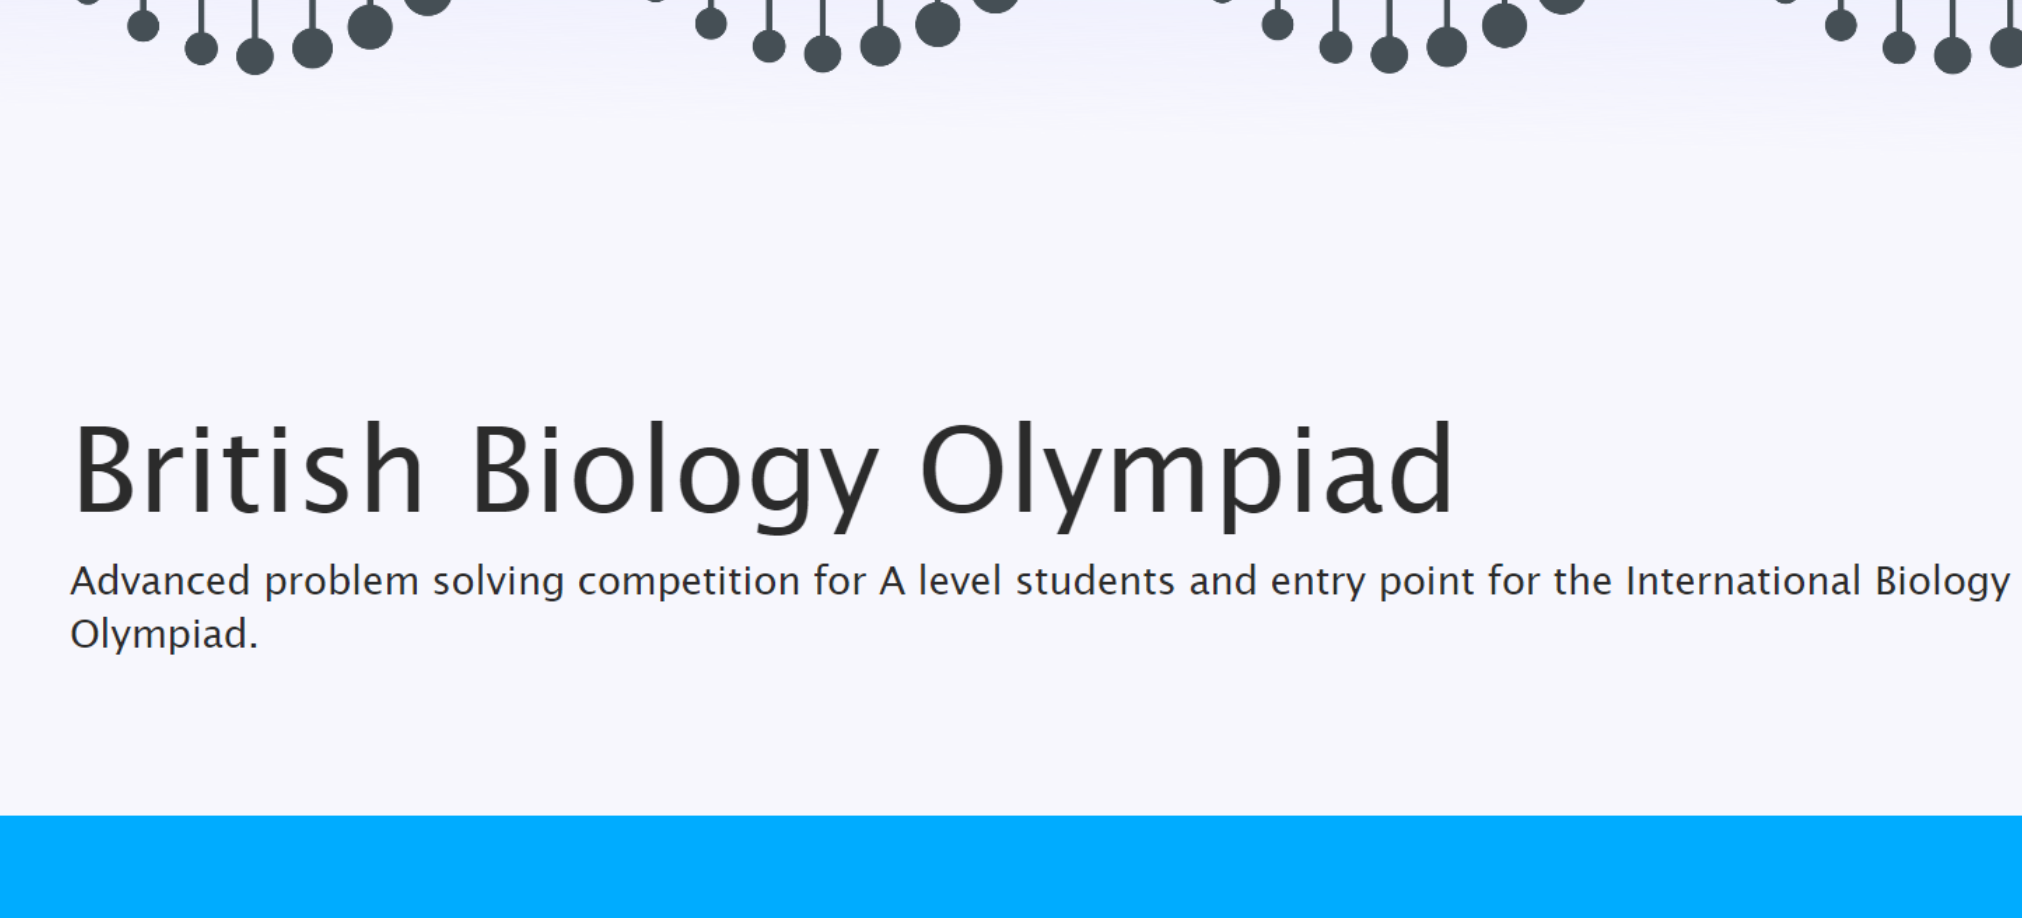 British Biology Olympiad
Advanced problem solving competition for A level students and entry point for the International Biology
Olympiad.